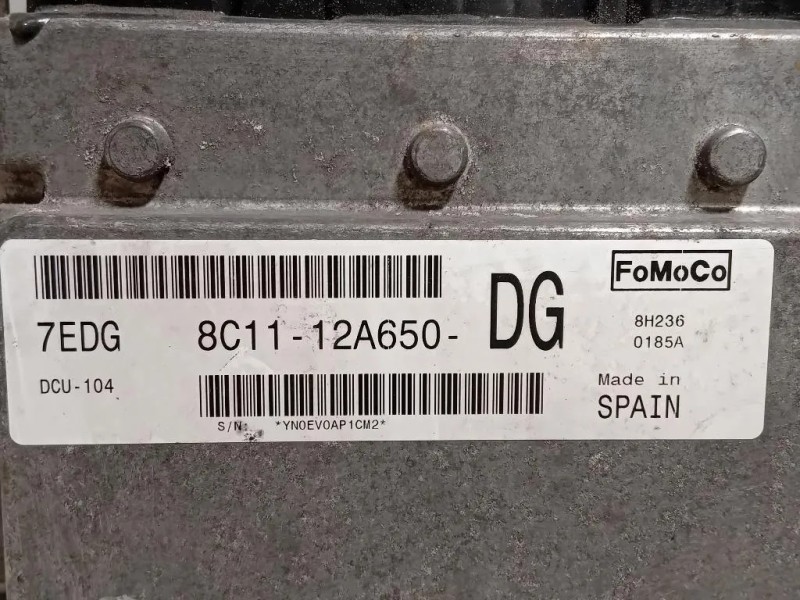 FoMoCo
7EDG 8C11-12A650- DG
8H236
0185A
DCU-104
Made in
SPAIN
S/N: *YN0EV0AP1CM2*